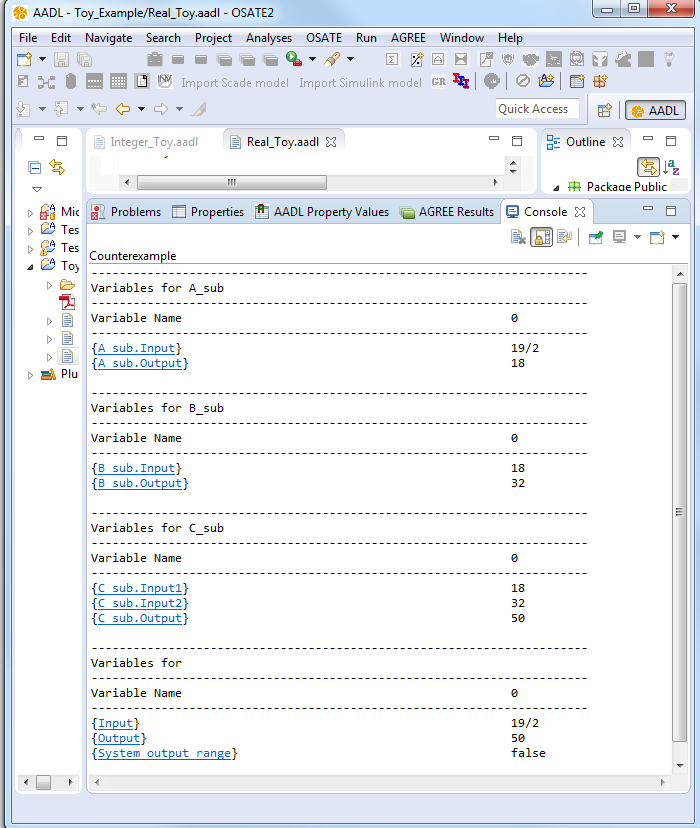 AADL - Toy_Example/Real_Toy.aadl - OSATE2
File Edit Navigate Search Project Analyses OSATE Run AGREE Window Help
Import Scade model Import Simulink model GR
Quick Access AADL
Integer_Toy.aadl Real_Toy.aadl Outline
Package Public
Mic
Tes
Tes
Toy
Plu
Problems Properties AADL Property Values AGREE Results Console
Counterexample
----------------------------------------------------------------------
Variables for A_sub
----------------------------------------------------------------------
Variable Name 0
----------------------------------------------------------------------
{A_sub.Input} 19/2
{A_sub.Output} 18
----------------------------------------------------------------------
Variables for B_sub
----------------------------------------------------------------------
Variable Name 0
----------------------------------------------------------------------
{B_sub.Input} 18
{B_sub.Output} 32
----------------------------------------------------------------------
Variables for C_sub
----------------------------------------------------------------------
Variable Name 0
----------------------------------------------------------------------
{C_sub.Input1} 18
{C_sub.Input2} 32
{C_sub.Output} 50
----------------------------------------------------------------------
Variables for
----------------------------------------------------------------------
Variable Name 0
----------------------------------------------------------------------
{Input} 19/2
{Output} 50
{System output range} false